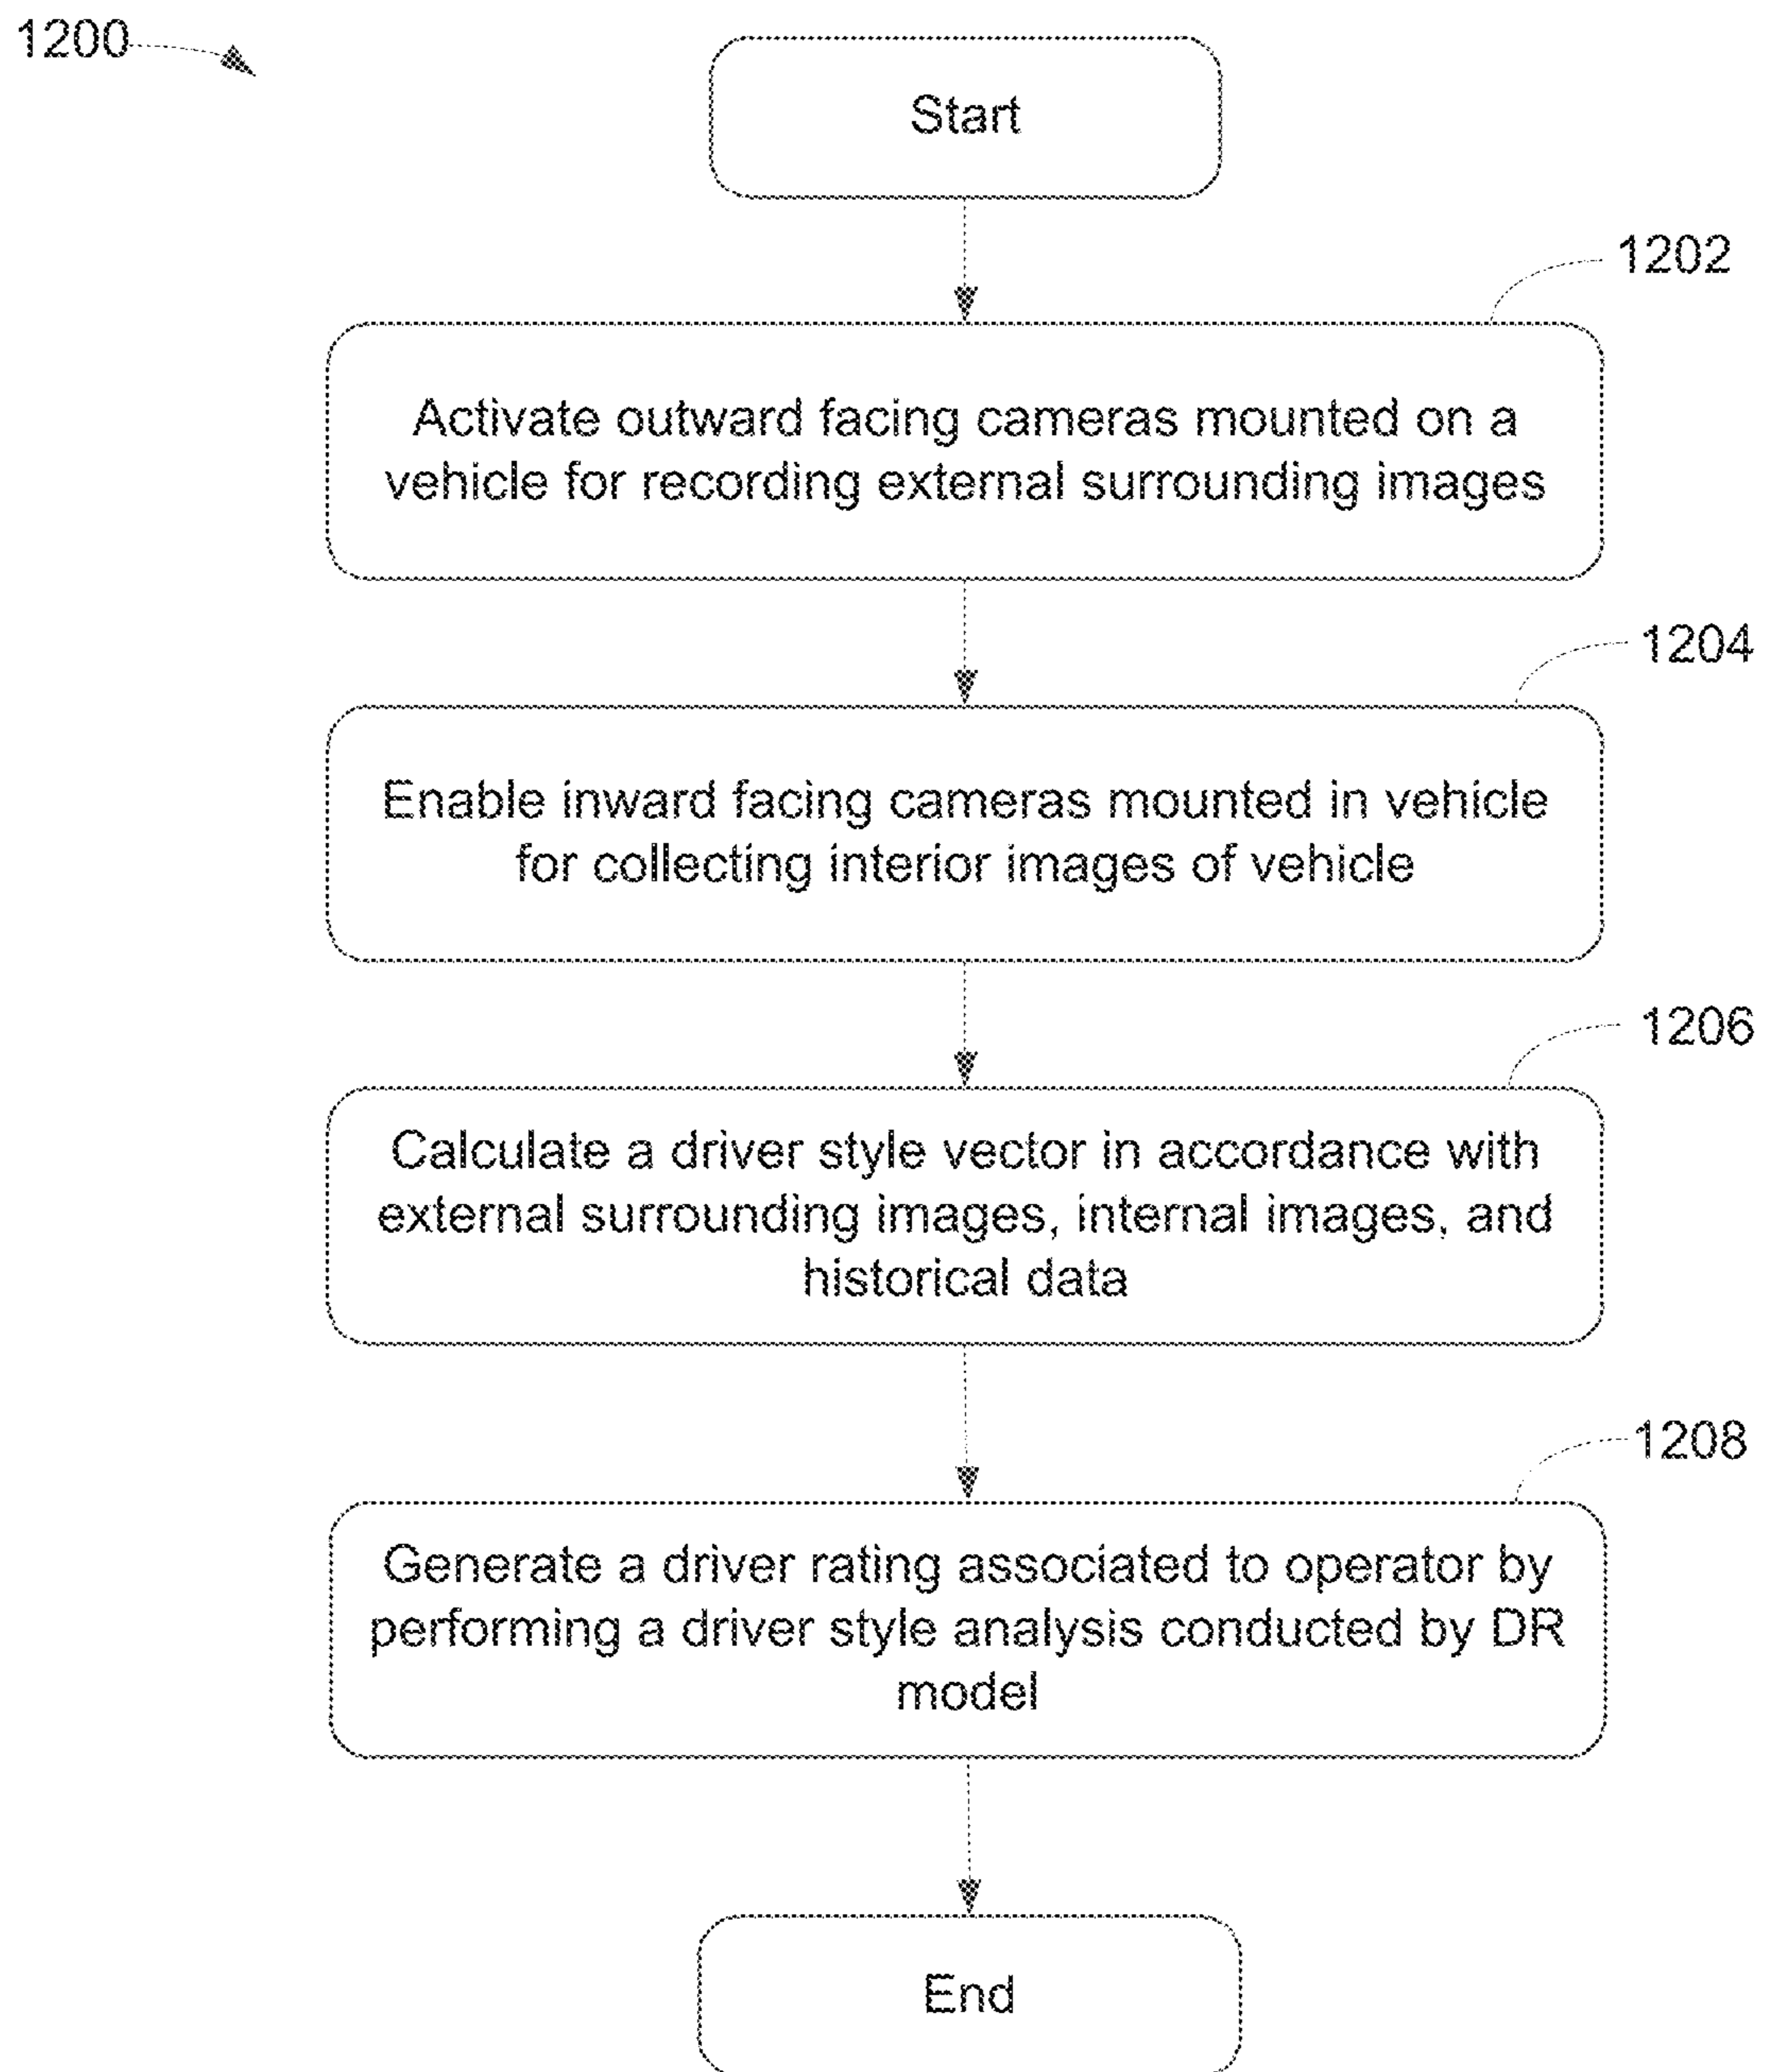 1200
Start
1202
Activate outward facing cameras mounted on a
vehicle for recording external surrounding images
1204
Enable inward facing cameras mounted in vehicle
for collecting interior images of vehicle
1206
Calculate a driver style vector in accordance with
external surrounding images, internal images, and
historical data
1208
Generate a driver rating associated to operator by
performing a driver style analysis conducted by DR
model
End